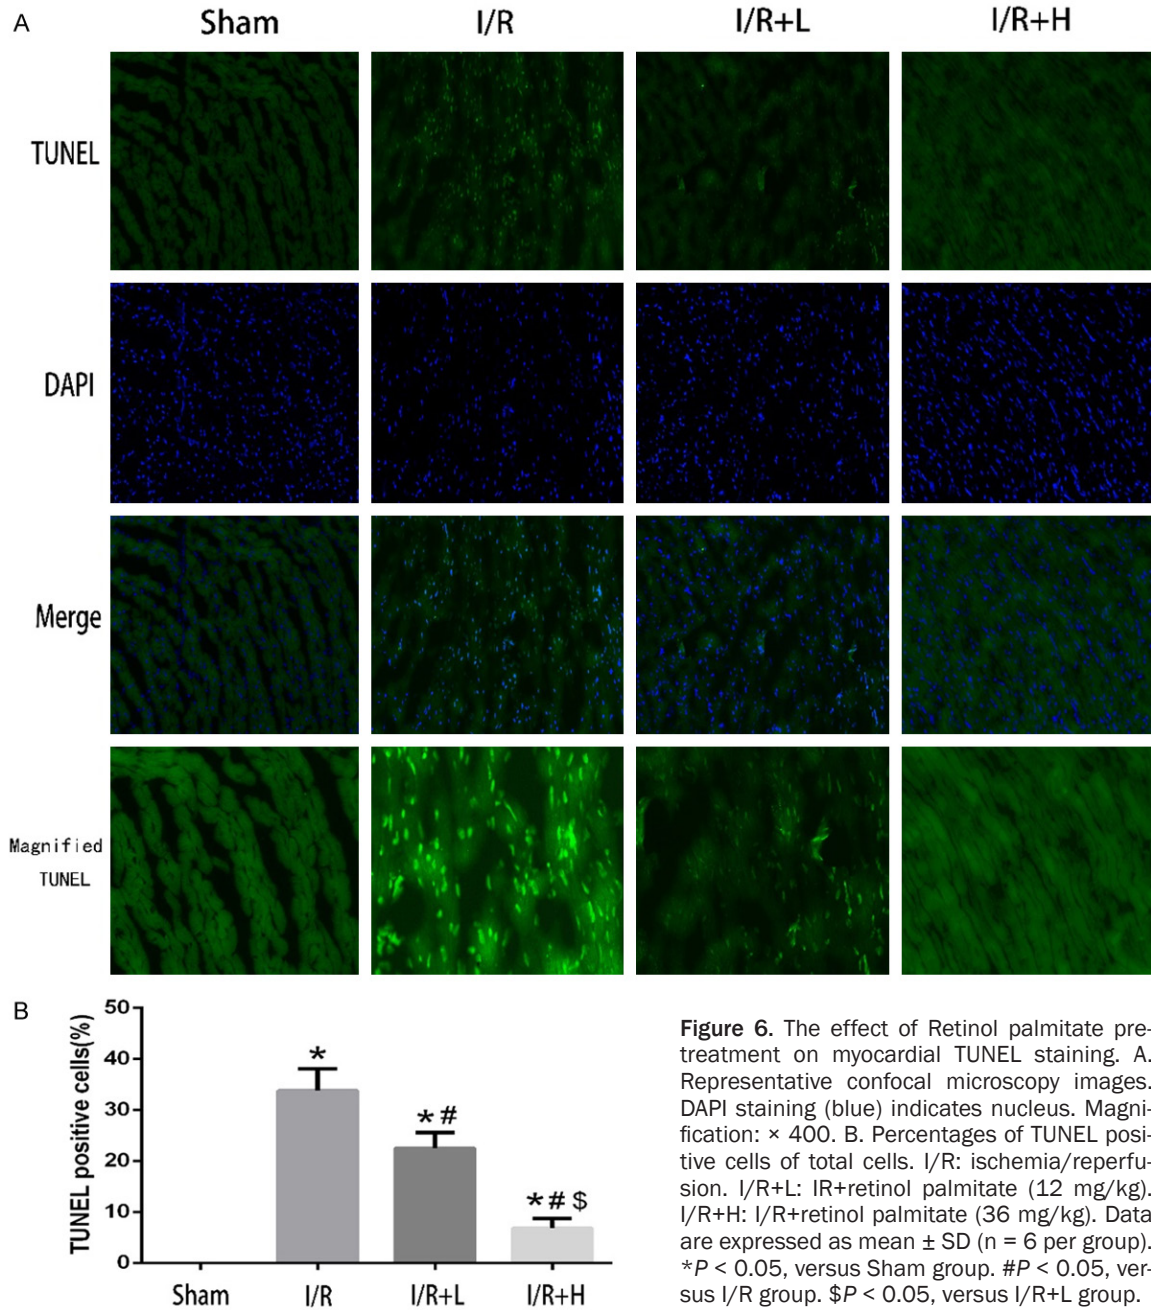 A
Sham I/R I/R+L I/R+H
TUNEL
DAPI
Merge
Magnified
TUNEL
B
TUNEL positive cells(%)
50
40
30
20
10
0
*
*#
*#$
Sham I/R I/R+L I/R+H
Figure 6. The effect of Retinol palmitate pre-
treatment on myocardial TUNEL staining. A.
Representative confocal microscopy images.
DAPI staining (blue) indicates nucleus. Magni-
fication: × 400. B. Percentages of TUNEL posi-
tive cells of total cells. I/R: ischemia/reperfu-
sion. I/R+L: IR+retinol palmitate (12 mg/kg).
I/R+H: I/R+retinol palmitate (36 mg/kg). Data
are expressed as mean ± SD (n = 6 per group).
*P < 0.05, versus Sham group. #P < 0.05, ver-
sus I/R group. $P < 0.05, versus I/R+L group.